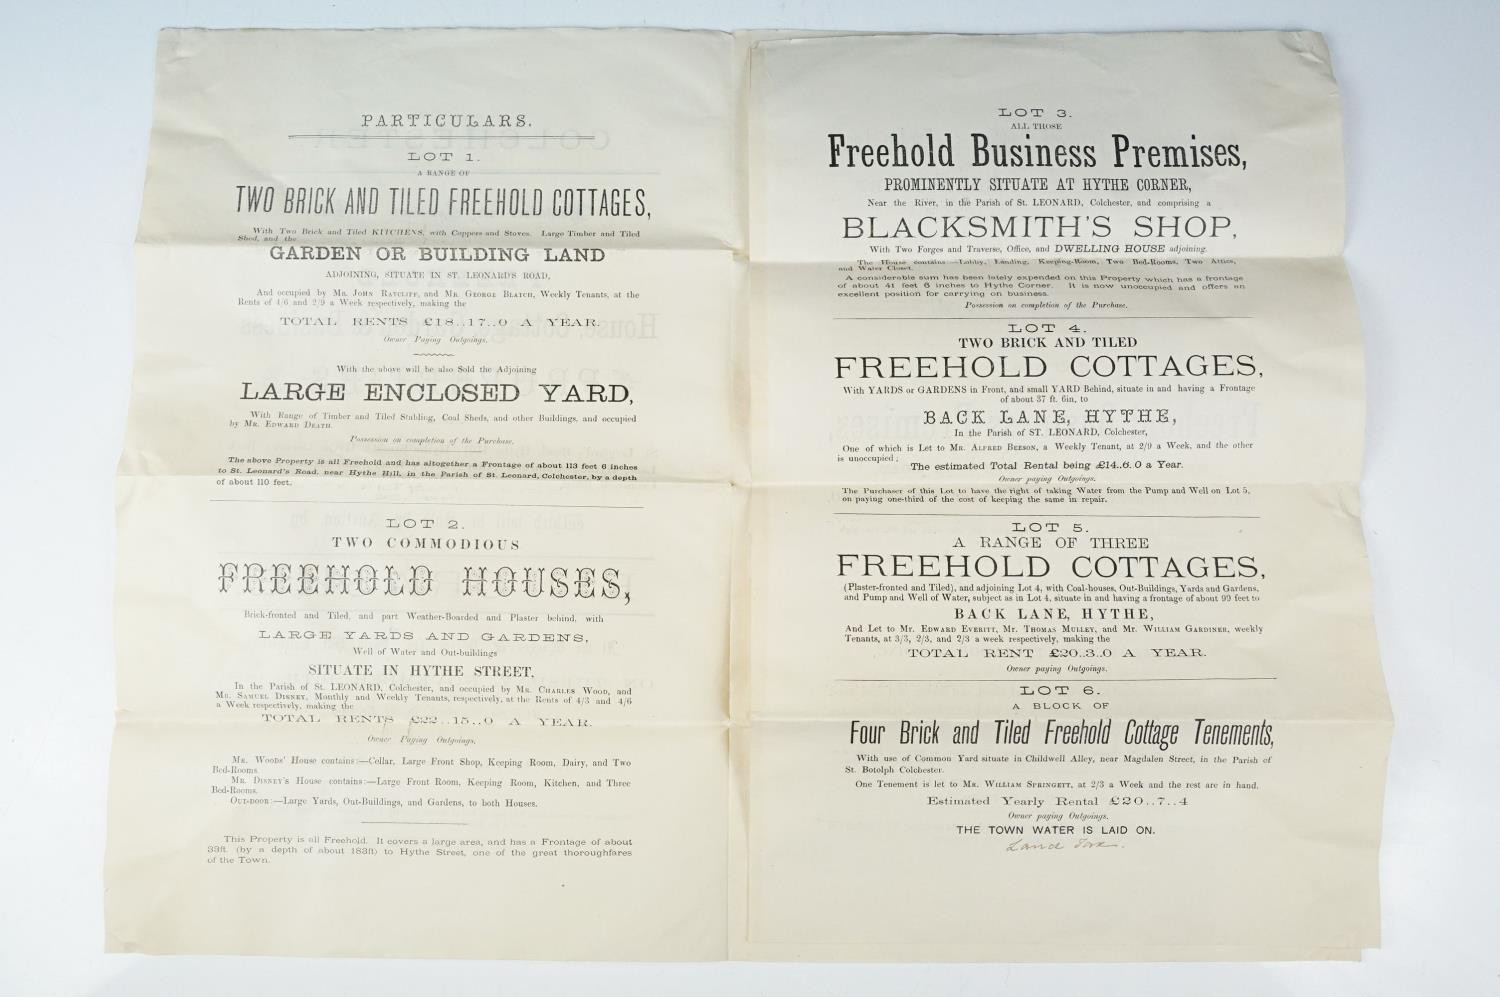 PARTICULARS.
LOT 1.
A RANGE OF
TWO BRICK AND TILED FREEHOLD COTTAGES,
With Two Brick and Tiled KITCHENS, with Coppers and Stoves. Large Timber and Tiled
Shed, and the
GARDEN OR BUILDING LAND
ADJOINING, SITUATE IN ST. LEONARD'S ROAD,
And occupied by MR. JOHN RATCLIFF, and MR. GEORGE BLATCH, Weekly Tenants, at the
Rents of 4/6 and 2/9 a Week respectively, making the
TOTAL RENTS £18..17..0 A YEAR.
Owner Paying Outgoings.
With the above will be also Sold the Adjoining
LARGE ENCLOSED YARD,
With Range of Timber and Tiled Stabling, Coal Sheds, and other Buildings, and occupied
by MR. EDWARD DEATH.
Possession on completion of the Purchase.
The above Property is all Freehold and has altogether a Frontage of about 113 feet 6 inches
to St. Leonard's Road, near Hythe Hill, in the Parish of St. Leonard, Colchester, by a depth
of about 110 feet.
LOT 2.
TWO COMMODIOUS
FREEHOLD HOUSES,
Brick-fronted and Tiled, and part Weather-Boarded and Plaster behind, with
LARGE YARDS AND GARDENS,
Well of Water and Out-buildings
SITUATE IN HYTHE STREET,
In the Parish of St. LEONARD, Colchester, and occupied by MR. CHARLES WOOD, and
MR. SAMUEL DISNEY, Monthly and Weekly Tenants, respectively, at the Rents of 4/3 and 4/6
a Week respectively, making the
TOTAL RENTS £22..15..0 A YEAR.
Owner Paying Outgoings.
MR. WOODS' House contains:—Cellar, Large Front Shop, Keeping Room, Dairy, and Two
Bed-Rooms.
MR. DISNEY'S House contains:—Large Front Room, Keeping Room, Kitchen, and Three
Bed-Rooms.
OUT-DOOR:—Large Yards, Out-Buildings, and Gardens, to both Houses.
This Property is all Freehold. It covers a large area, and has a Frontage of about
33ft. (by a depth of about 183ft) to Hythe Street, one of the great thoroughfares
of the Town.
LOT 3.
ALL THOSE
Freehold Business Premises,
PROMINENTLY SITUATE AT HYTHE CORNER,
Near the River, in the Parish of St. LEONARD, Colchester, and comprising a
BLACKSMITH'S SHOP,
With Two Forges and Traverse, Office, and DWELLING HOUSE adjoining.
The House contains:—Lobby, Landing, Keeping-Room, Two Bed-Rooms, Two Attics,
and Water Closet.
A considerable sum has been lately expended on this Property which has a frontage
of about 41 feet 6 inches to Hythe Corner. It is now unoccupied and offers an
excellent position for carrying on business.
Possession on completion of the Purchase.
LOT 4.
TWO BRICK AND TILED
FREEHOLD COTTAGES,
With YARDS or GARDENS in Front, and small YARD Behind, situate in and having a Frontage
of about 37 ft. 6in, to
BACK LANE, HYTHE,
In the Parish of ST. LEONARD, Colchester,
One of which is Let to MR. ALFRED BEESON, a Weekly Tenant, at 2/9 a Week, and the other
is unoccupied;
The estimated Total Rental being £14..6..0 a Year.
Owner paying Outgoings.
The Purchaser of this Lot to have the right of taking Water from the Pump and Well on Lot 5,
on paying one-third of the cost of keeping the same in repair.
LOT 5.
A RANGE OF THREE
FREEHOLD COTTAGES,
(Plaster-fronted and Tiled), and adjoining Lot 4, with Coal-houses, Out-Buildings, Yards and Gardens,
and Pump and Well of Water, subject as in Lot 4, situate in and having a frontage of about 99 feet to
BACK LANE, HYTHE,
And Let to MR. EDWARD EVERITT, MR. THOMAS MULLEY, and MR. WILLIAM GARDINER, weekly
Tenants, at 3/3, 2/3, and 2/3 a week respectively, making the
TOTAL RENT £20..3..0 A YEAR.
Owner paying Outgoings.
LOT 6.
A BLOCK OF
Four Brick and Tiled Freehold Cottage Tenements,
With use of Common Yard situate in Childwell Alley, near Magdalen Street, in the Parish of
St. Botolph Colchester.
One Tenement is let to MR. WILLIAM SPRINGETT, at 2/3 a Week and the rest are in hand.
Estimated Yearly Rental £20..7..4
Owner paying Outgoings.
THE TOWN WATER IS LAID ON.
Land Tax.